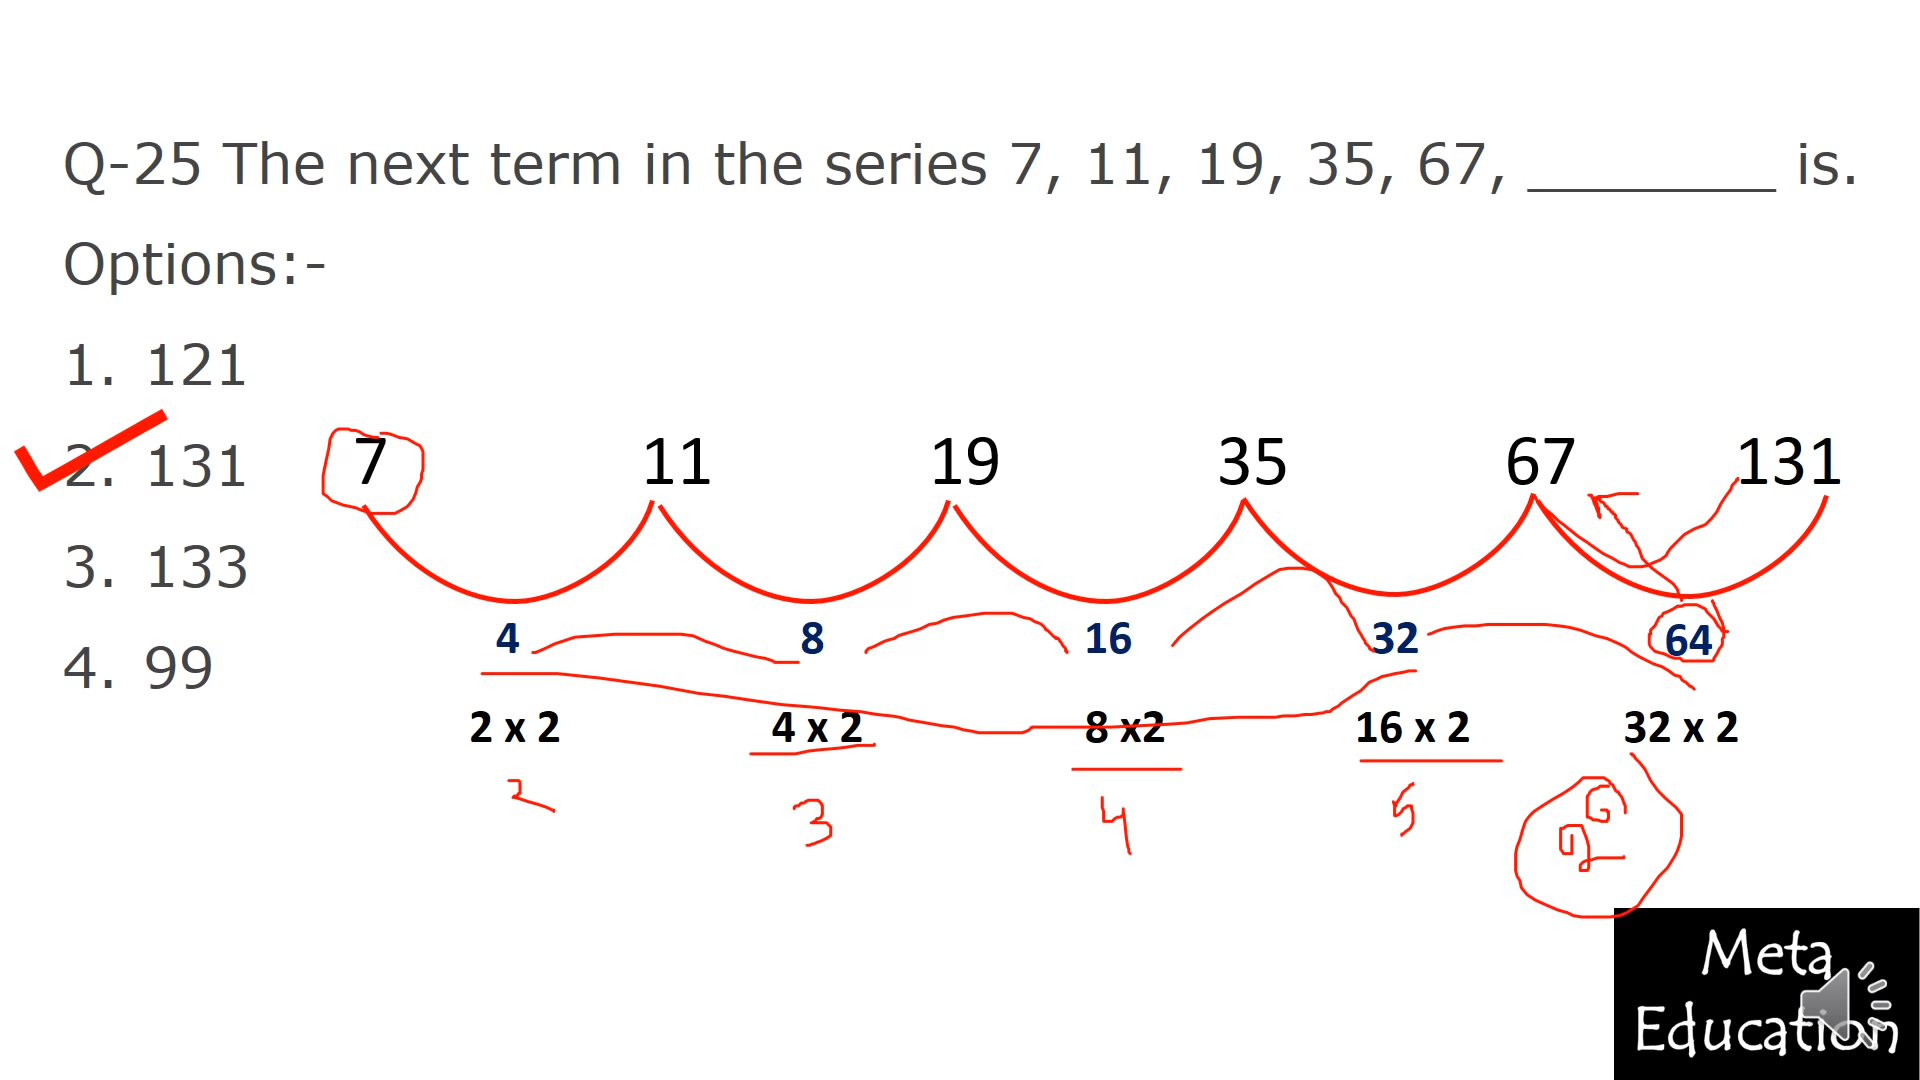 Q-25 The next term in the series 7, 11, 19, 35, 67, ________ is.
Options:-
1. 121
2. 131
3. 133
4. 99
7 11 19 35 67 131
4 8 16 32 64
2 x 2 4 x 2 8 x2 16 x 2 32 x 2
2 3 4 5
Meta
Education